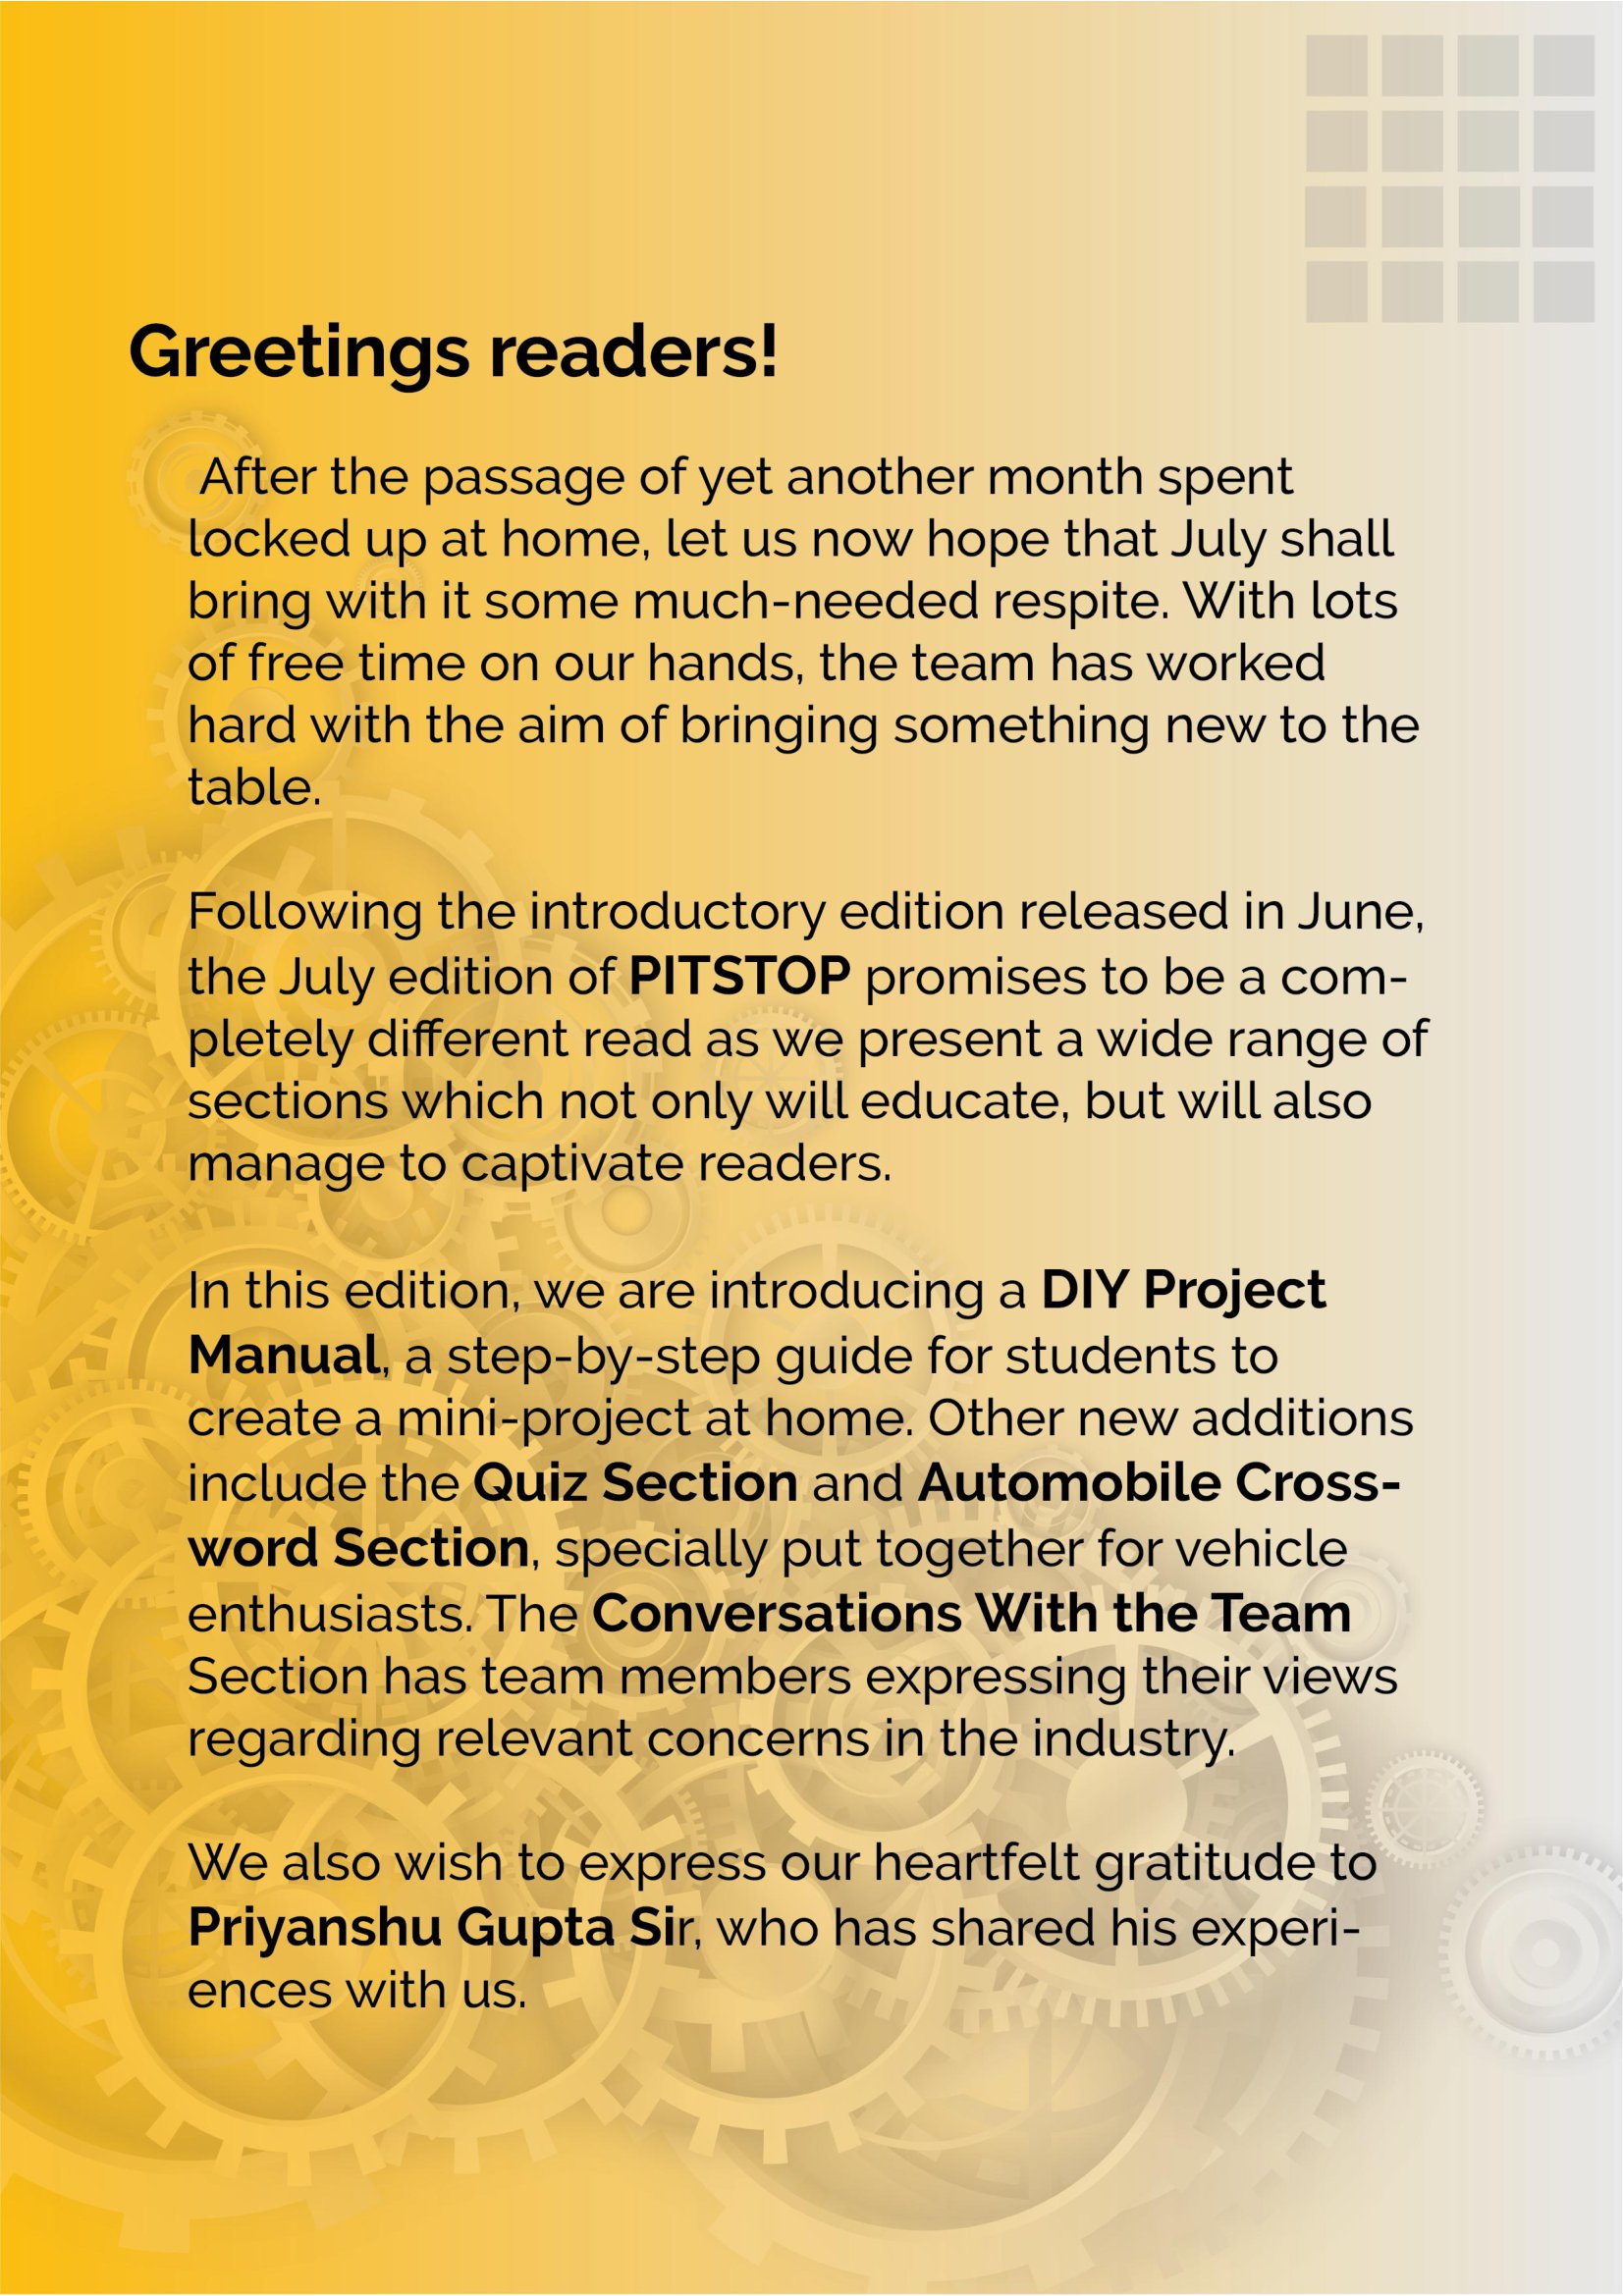 Greetings readers!
After the passage of yet another month spent
locked up at home, let us now hope that July shall
bring with it some much-needed respite. With lots
of free time on our hands, the team has worked
hard with the aim of bringing something new to the
table.
Following the introductory edition released in June,
the July edition of PITSTOP promises to be a com-
pletely different read as we present a wide range of
sections which not only will educate, but will also
manage to captivate readers.
In this edition, we are introducing a DIY Project
Manual, a step-by-step guide for students to
create a mini-project at home. Other new additions
include the Quiz Section and Automobile Cross-
word Section, specially put together for vehicle
enthusiasts. The Conversations With the Team
Section has team members expressing their views
regarding relevant concerns in the industry.
We also wish to express our heartfelt gratitude to
Priyanshu Gupta Sir, who has shared his experi-
ences with us.